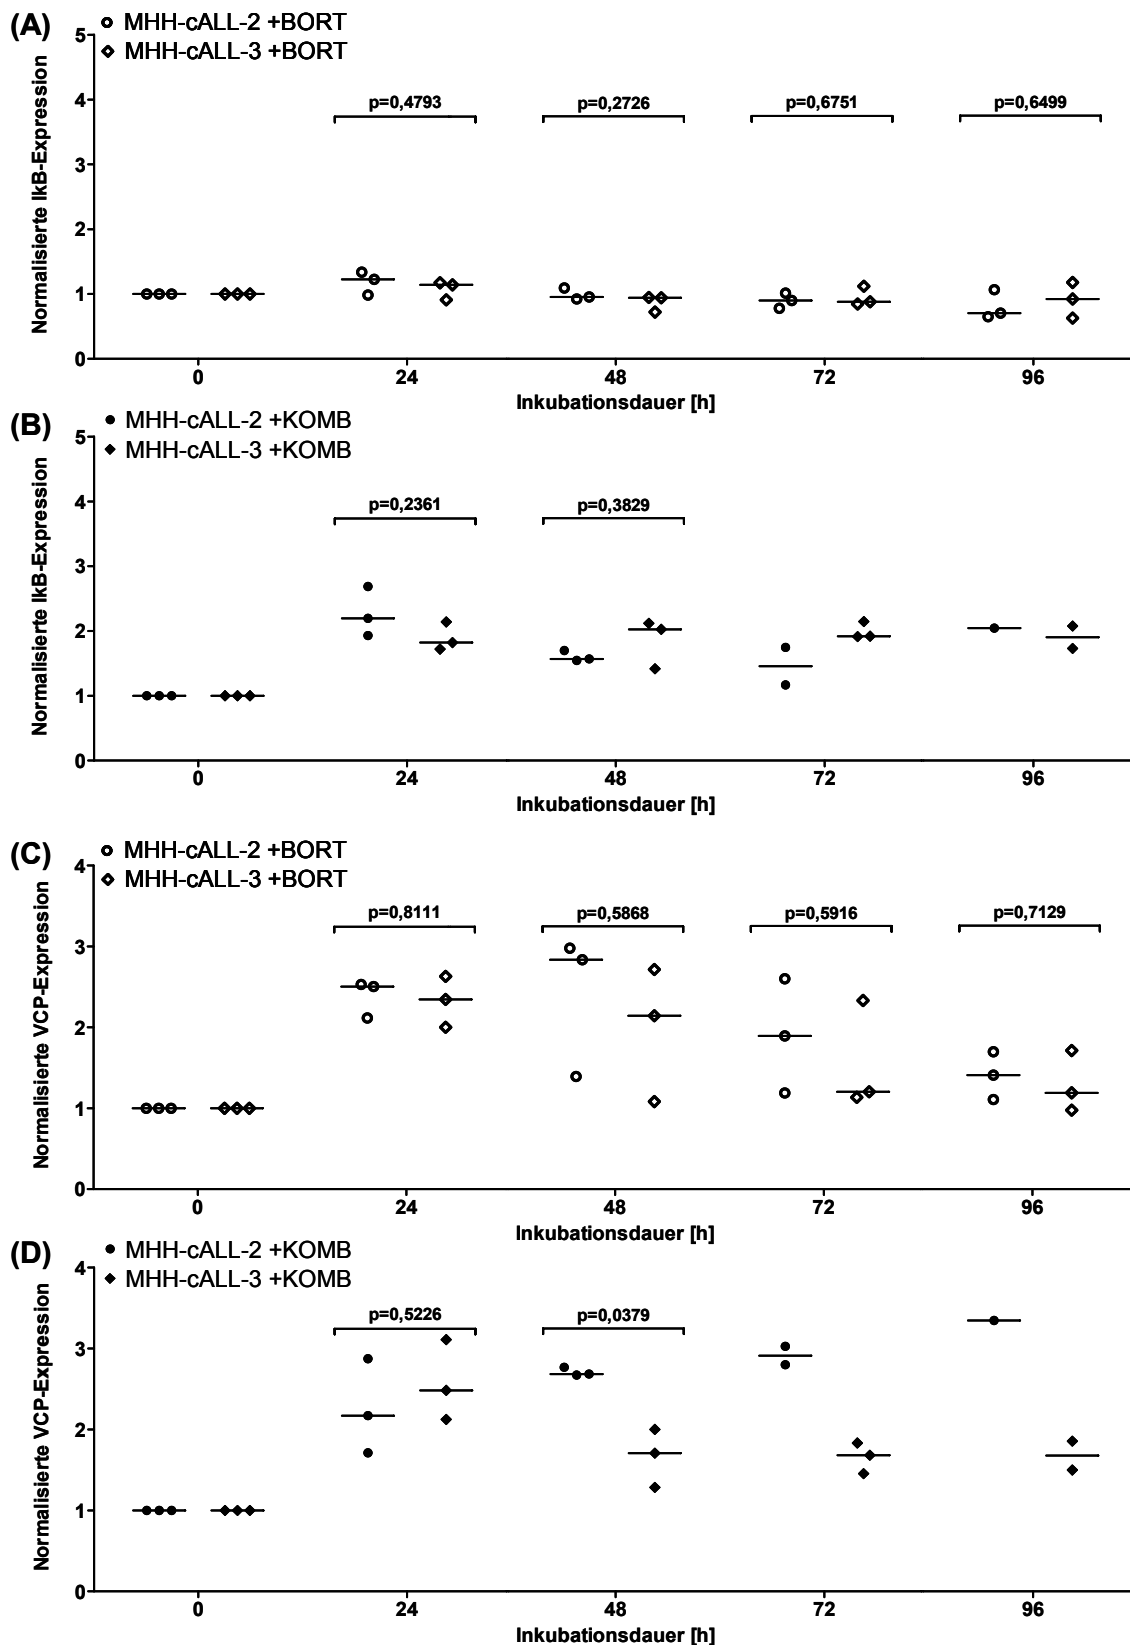 (A)
MHH-cALL-2 +BORT
MHH-cALL-3 +BORT
Normalisierte IkB-Expression
5
4
3
2
1
0
p=0,4793 p=0,2726 p=0,6751 p=0,6499
0 24 48 72 96
Inkubationsdauer [h]
(B)
MHH-cALL-2 +KOMB
MHH-cALL-3 +KOMB
Normalisierte IkB-Expression
5
4
3
2
1
0
p=0,2361 p=0,3829
0 24 48 72 96
Inkubationsdauer [h]
(C)
MHH-cALL-2 +BORT
MHH-cALL-3 +BORT
Normalisierte VCP-Expression
4
3
2
1
0
p=0,8111 p=0,5868 p=0,5916 p=0,7129
0 24 48 72 96
Inkubationsdauer [h]
(D)
MHH-cALL-2 +KOMB
MHH-cALL-3 +KOMB
Normalisierte VCP-Expression
4
3
2
1
0
p=0,5226 p=0,0379
0 24 48 72 96
Inkubationsdauer [h]